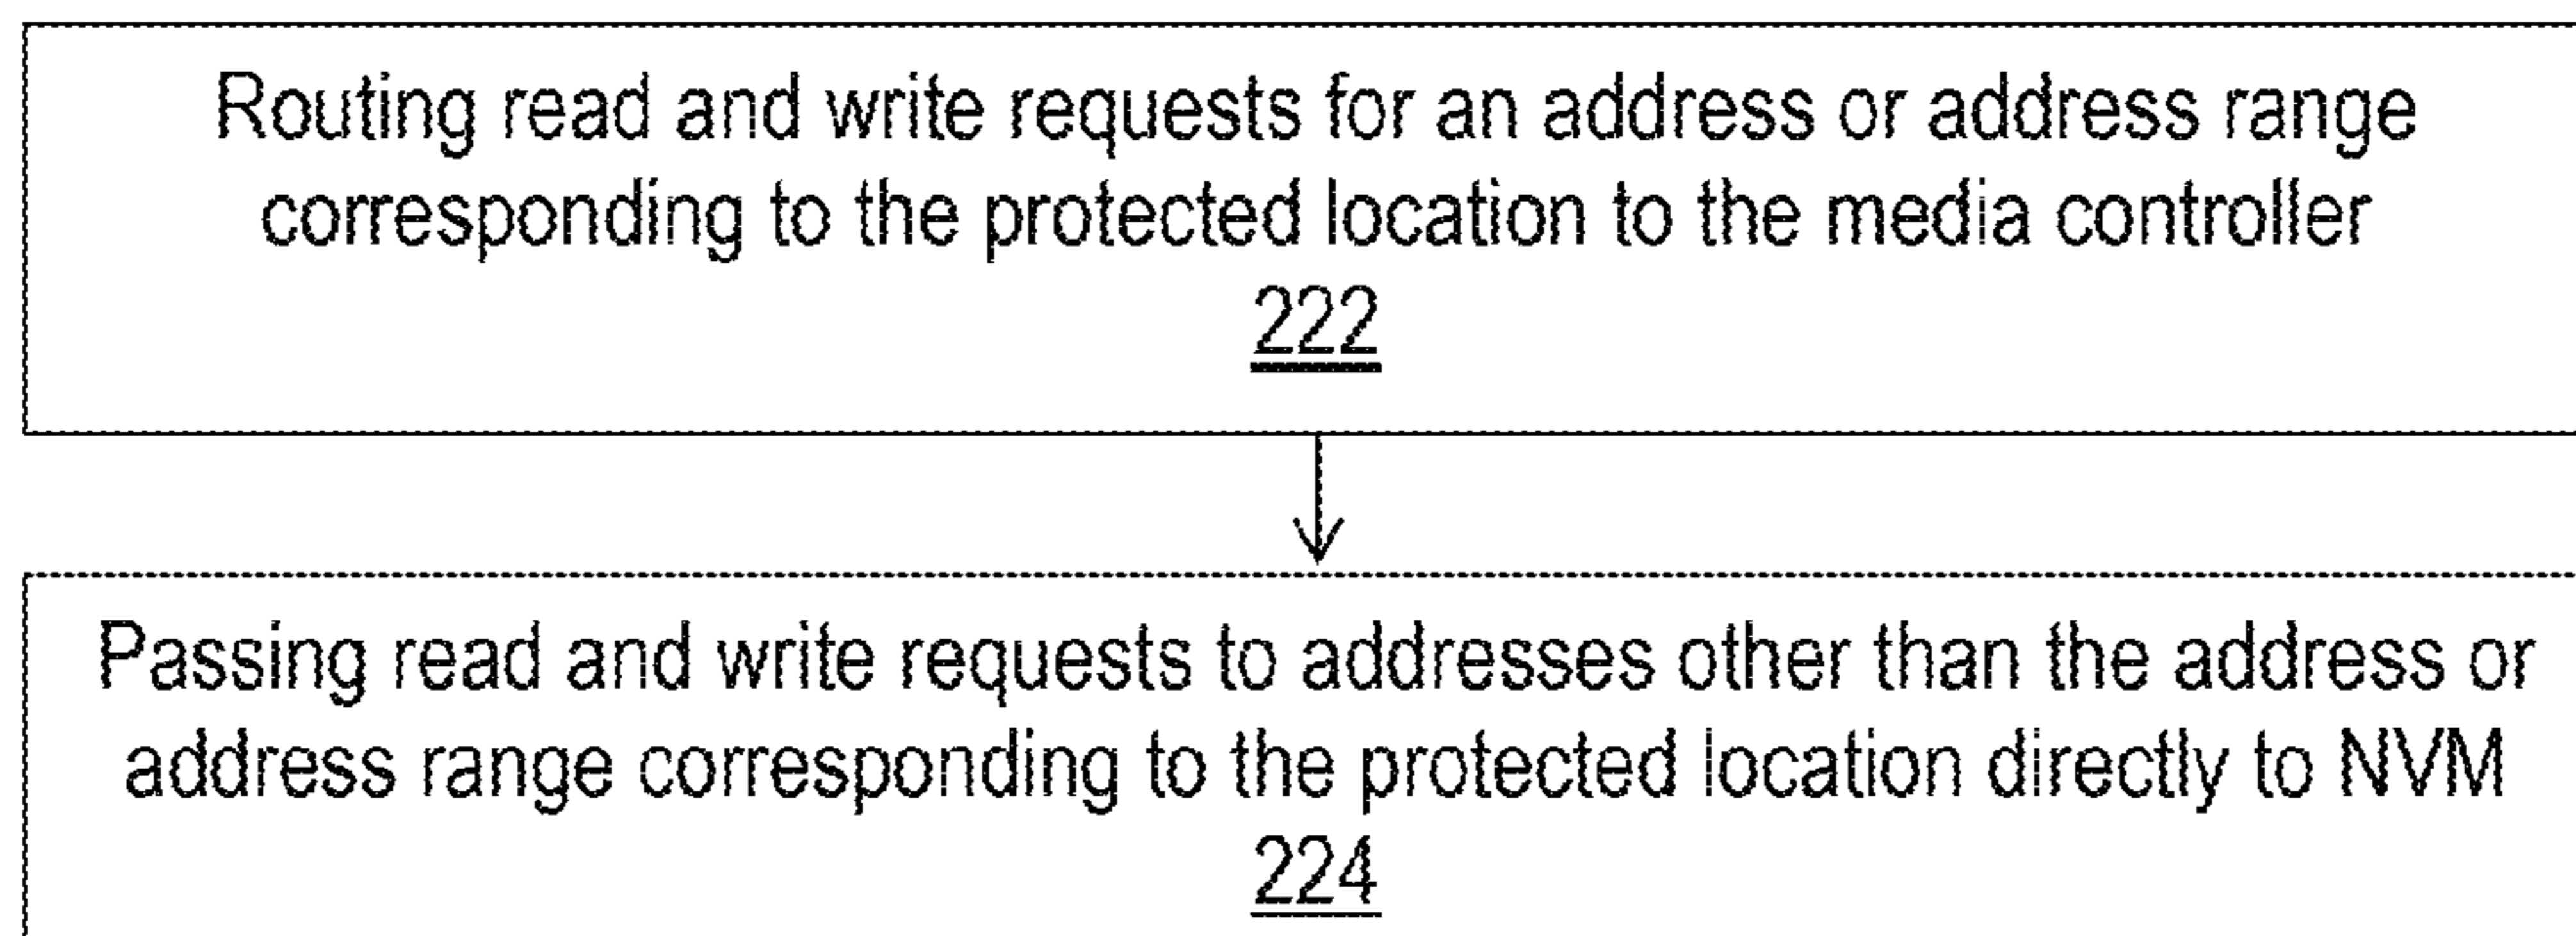 Routing read and write requests for an address or address range
corresponding to the protected location to the media controller
222
Passing read and write requests to addresses other than the address or
address range corresponding to the protected location directly to NVM
224